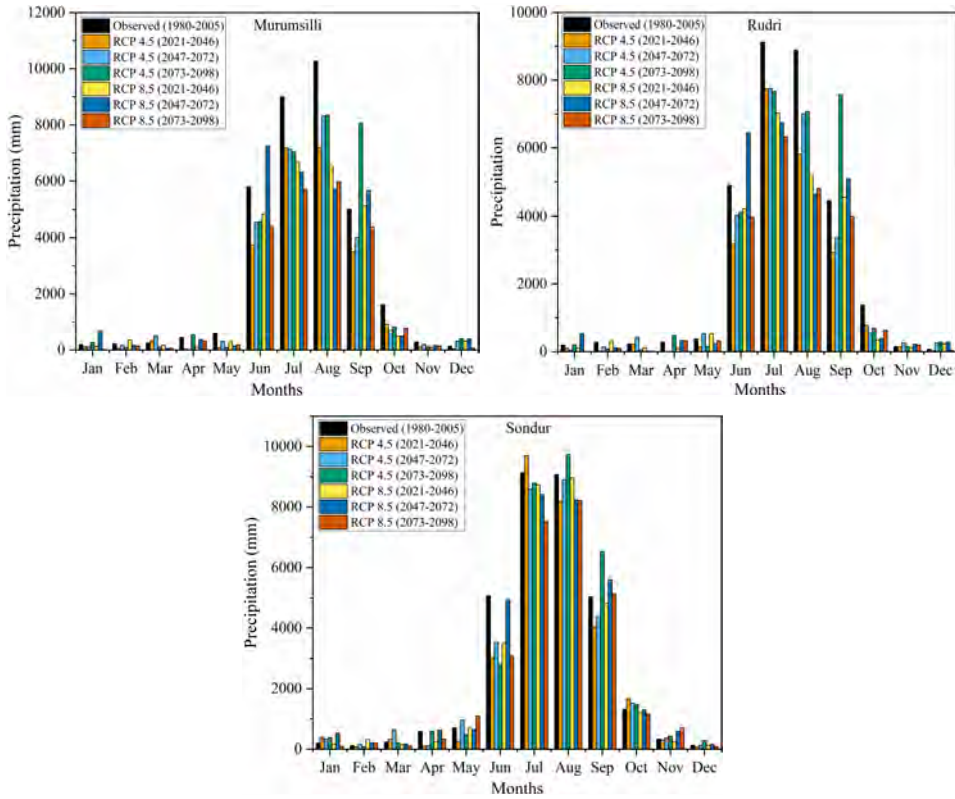 Murumsilli
Observed (1980-2005)
RCP 4.5 (2021-2046)
RCP 4.5 (2047-2072)
RCP 4.5 (2073-2098)
RCP 8.5 (2021-2046)
RCP 8.5 (2047-2072)
RCP 8.5 (2073-2098)
Precipitation (mm)
12000
10000
8000
6000
4000
2000
0
Jan Feb Mar Apr May Jun Jul Aug Sep Oct Nov Dec
Months
Rudri
Observed (1980-2005)
RCP 4.5 (2021-2046)
RCP 4.5 (2047-2072)
RCP 4.5 (2073-2098)
RCP 8.5 (2021-2046)
RCP 8.5 (2047-2072)
RCP 8.5 (2073-2098)
Precipitation
10000
8000
6000
4000
2000
0
Jan Feb Mar Apr May Jun Jul Aug Sep Oct Nov Dec
Months
Sondur
Observed (1980-2005)
RCP 4.5 (2021-2046)
RCP 4.5 (2047-2072)
RCP 4.5 (2073-2098)
RCP 8.5 (2021-2046)
RCP 8.5 (2047-2072)
RCP 8.5 (2073-2098)
Precipitation (mm)
10000
8000
6000
4000
2000
0
Jan Feb Mar Apr May Jun Jul Aug Sep Oct Nov Dec
Months